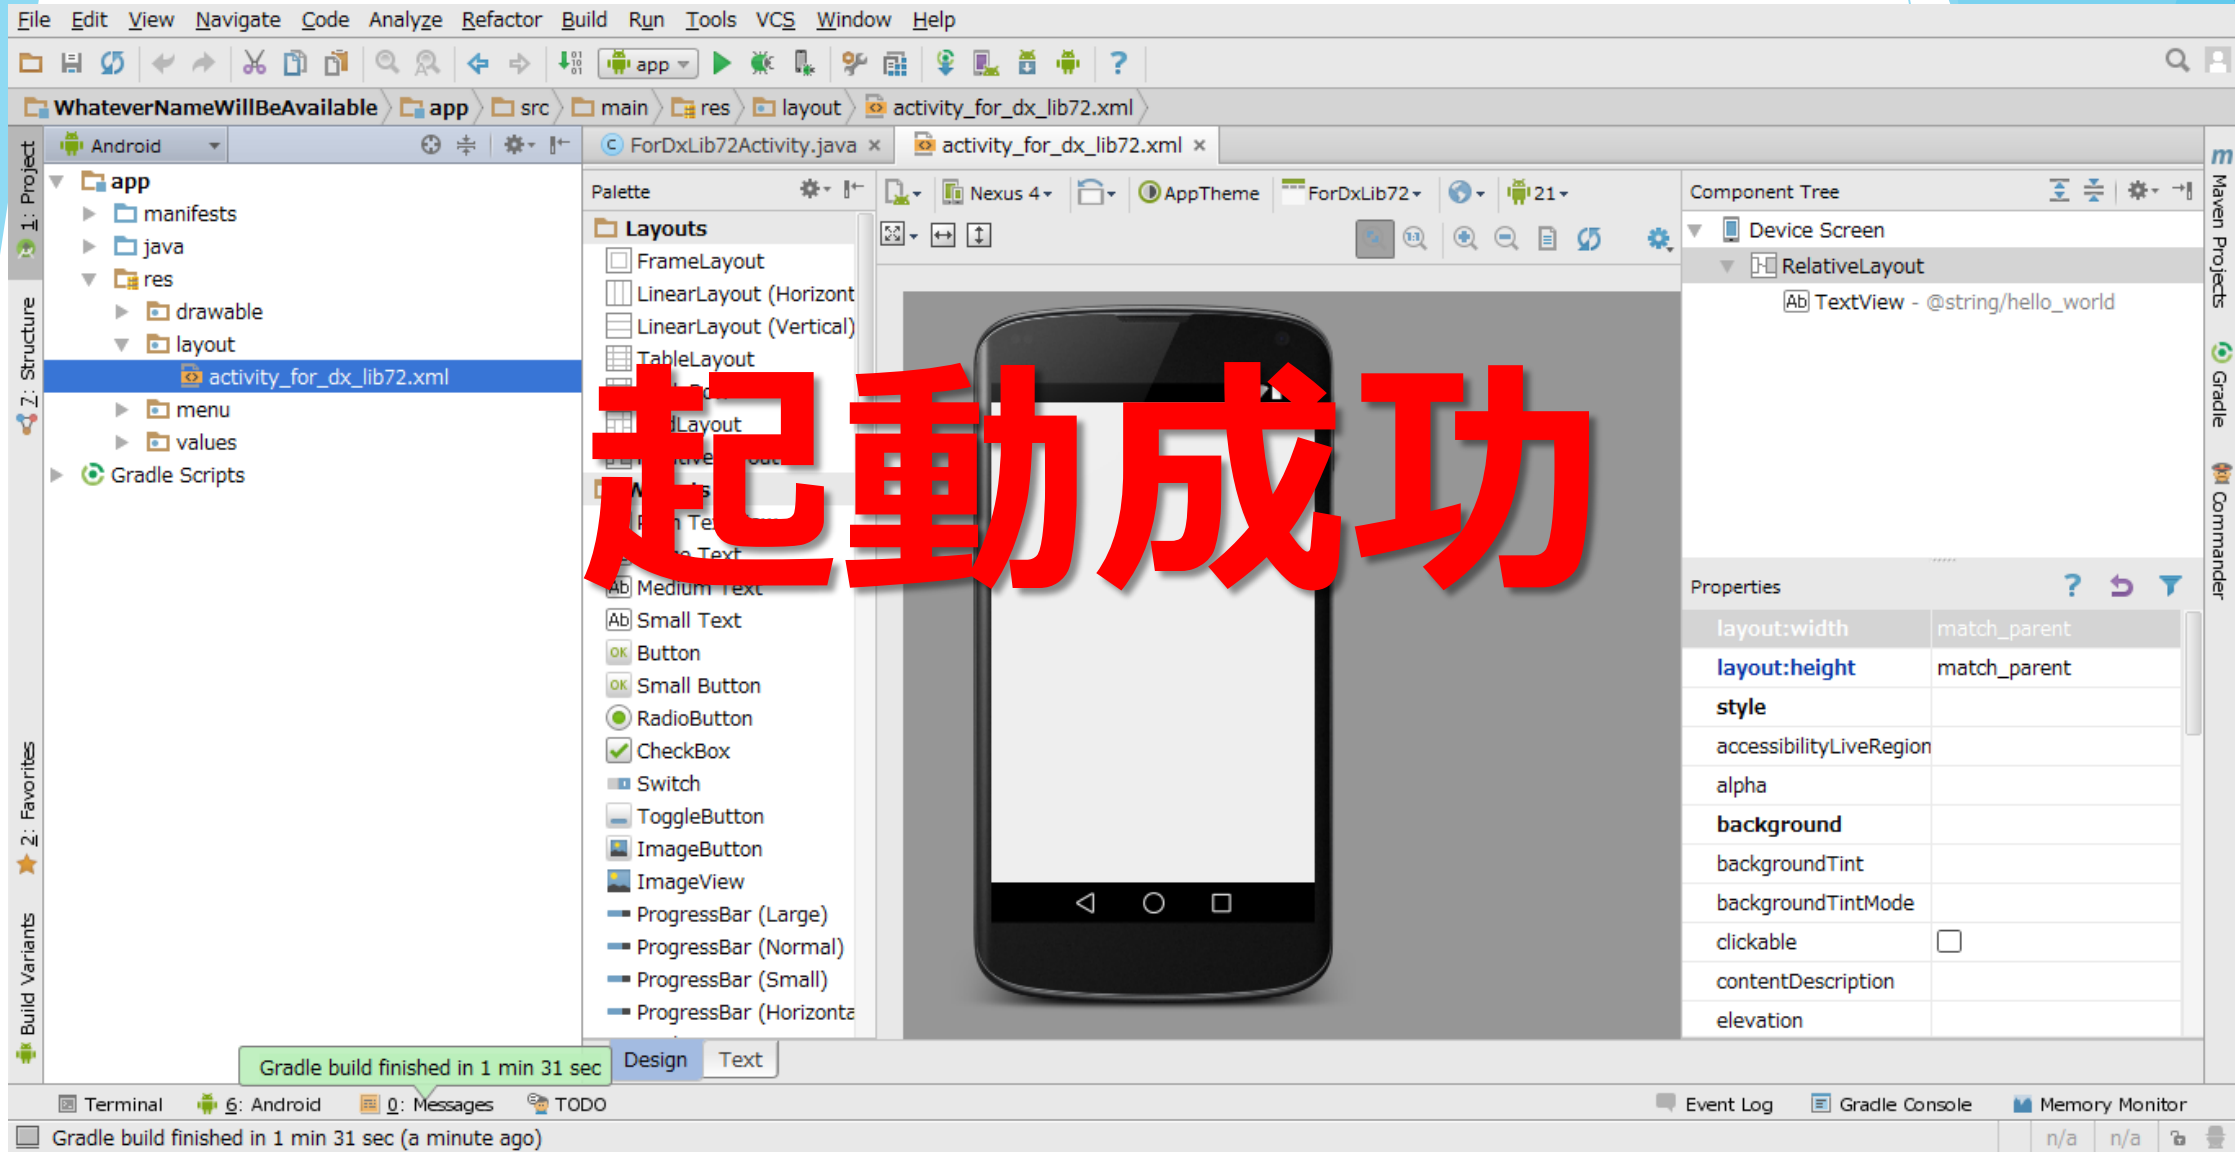 File Edit View Navigate Code Analyze Refactor Build Run Tools VCS Window Help
app
WhateverNameWillBeAvailable app src main res layout activity_for_dx_lib72.xml
1: Project
7: Structure
2: Favorites
Build Variants
Android
app
manifests
java
res
drawable
layout
activity_for_dx_lib72.xml
menu
values
Gradle Scripts
ForDxLib72Activity.java activity_for_dx_lib72.xml
Palette
Layouts
FrameLayout
LinearLayout (Horizont
LinearLayout (Vertical)
TableLayout
Layout
Text
Medium Text
Small Text
Button
Small Button
RadioButton
CheckBox
Switch
ToggleButton
ImageButton
ImageView
ProgressBar (Large)
ProgressBar (Normal)
ProgressBar (Small)
ProgressBar (Horizonta
Nexus 4 AppTheme ForDxLib72 21
起動成功
Component Tree
Device Screen
RelativeLayout
Ab TextView - @string/hello_world
Properties
layout:width match_parent
layout:height match_parent
style
accessibilityLiveRegion
alpha
background
backgroundTint
backgroundTintMode
clickable
contentDescription
elevation
Maven Projects
Gradle
Commander
Design Text
Gradle build finished in 1 min 31 sec
Terminal 6: Android 0: Messages TODO Event Log Gradle Console Memory Monitor
Gradle build finished in 1 min 31 sec (a minute ago) n/a n/a